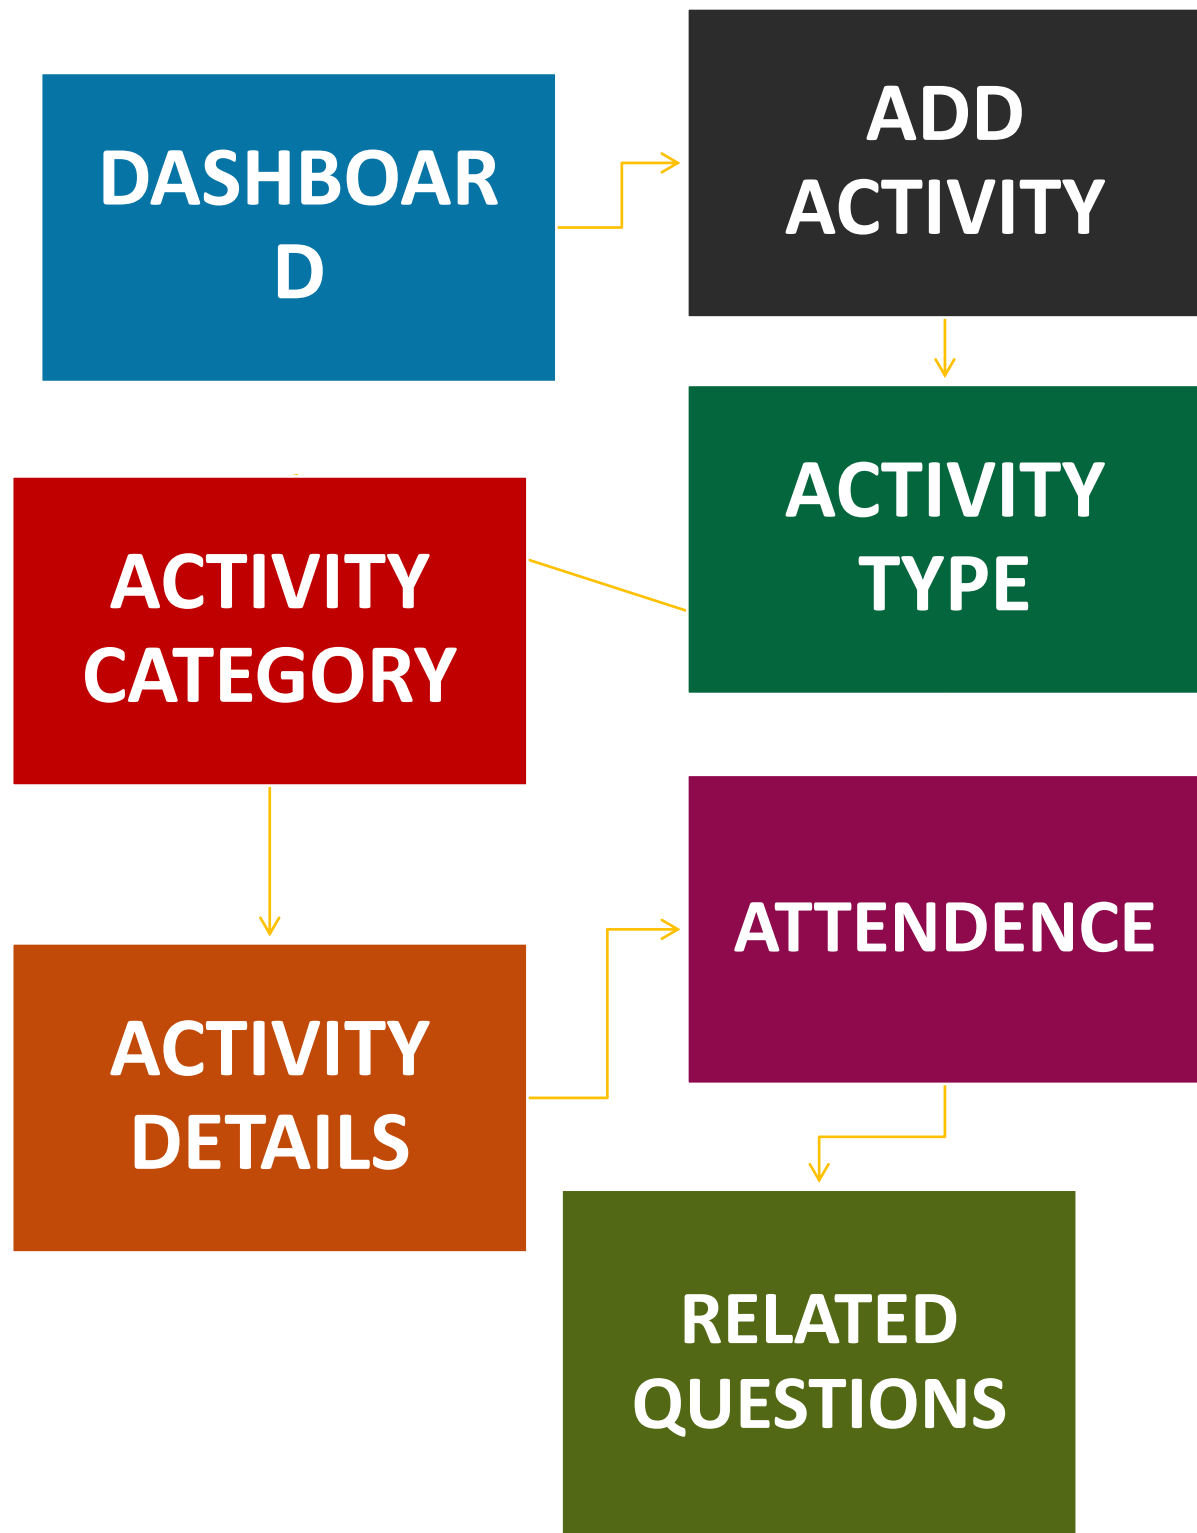 DASHBOAR
D
ADD
ACTIVITY
ACTIVITY
TYPE
ACTIVITY
CATEGORY
ACTIVITY
DETAILS
ATTENDENCE
RELATED
QUESTIONS